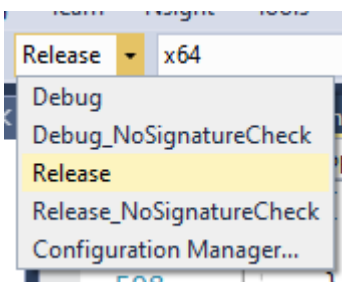 Release x64
Debug
Debug_NoSignatureCheck
Release
Release_NoSignatureCheck
Configuration Manager...